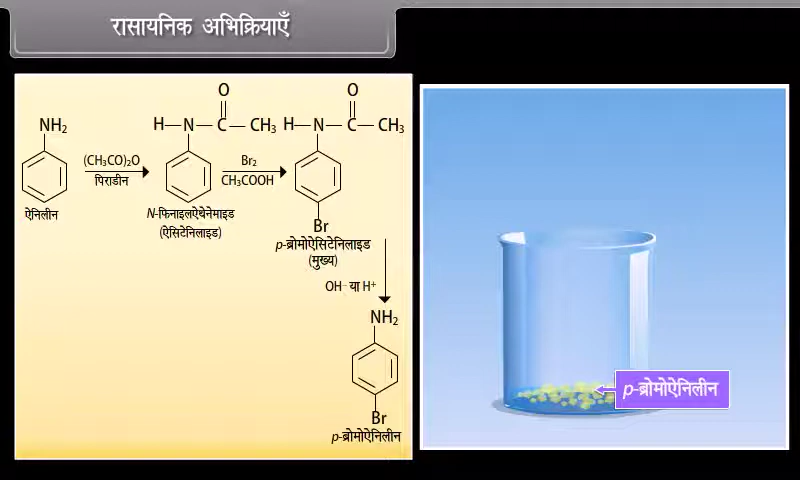 रासायनिक अभिक्रियाएँ
O
O
NH₂
H—N—C—CH₃
H—N—C—CH₃
(CH₃CO)₂O
पिराडीन
Br₂
CH₃COOH
ऐनिलीन
N-फिनाइलऐथेनेमाइड
(ऐसिटेनिलाइड)
Br
p-ब्रोमोऐसिटेनिलाइड
(मुख्य)
OH⁻ या H⁺
NH₂
Br
p-ब्रोमोऐनिलीन
p-ब्रोमोऐनिलीन